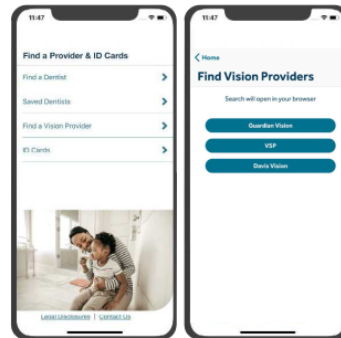 11:47
Find a Provider & ID Cards
Find a Dentist
Saved Dentists
Find a Vision Provider
ID Cards
Legal Disclosures | Contact Us
11:47
Home
Find Vision Providers
Search will open in your browser
Guardian Vision
VSP
Davis Vision